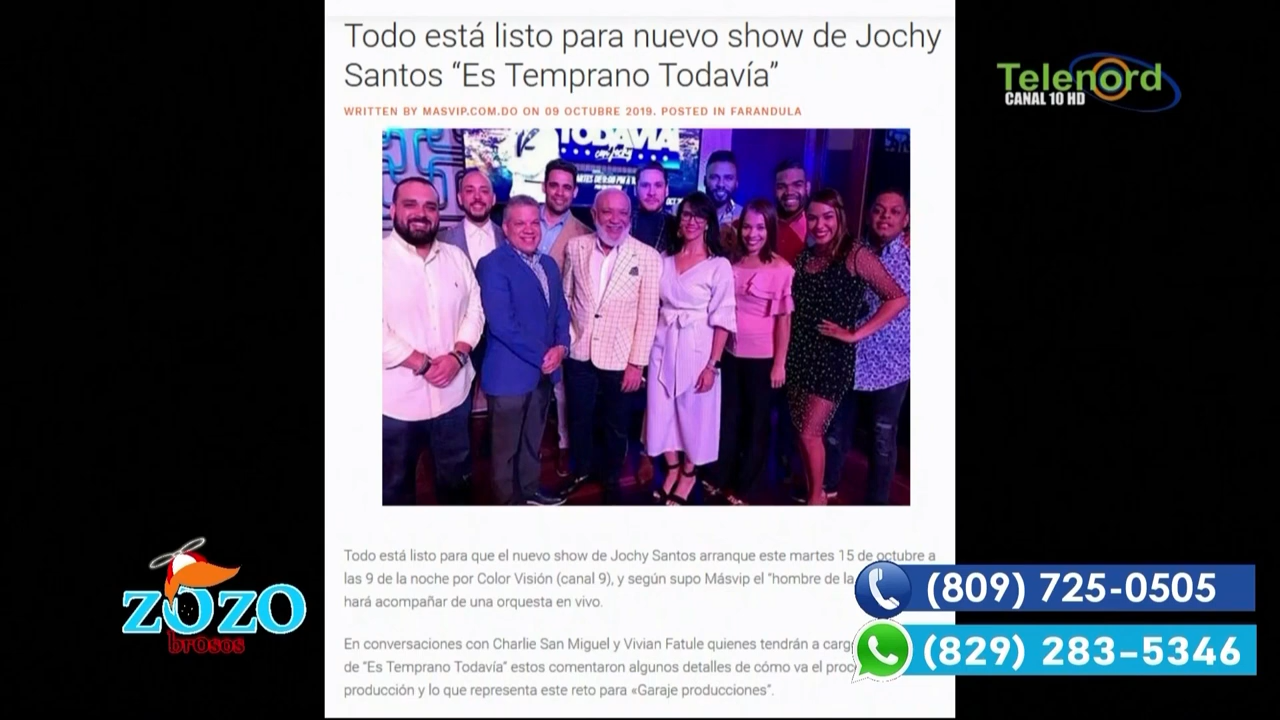 Todo está listo para nuevo show de Jochy
Santos “Es Temprano Todavía”
WRITTEN BY MASVIP.COM.DO ON 09 OCTUBRE 2019. POSTED IN FARANDULA
Telenord
CANAL 10 HD
TODAVÍA
Todo está listo para que el nuevo show de Jochy Santos arranque este martes 15 de octubre a
las 9 de la noche por Color Visión (canal 9), y según supo Másvip el “hombre de la
hará acompañar de una orquesta en vivo.
En conversaciones con Charlie San Miguel y Vivian Fatule quienes tendrán a
de “Es Temprano Todavía” estos comentaron algunos detalles de cómo va el
producción y lo que representa este reto para «Garaje producciones”.
ZOZO
brOsos
(809) 725-0505
(829) 283-5346